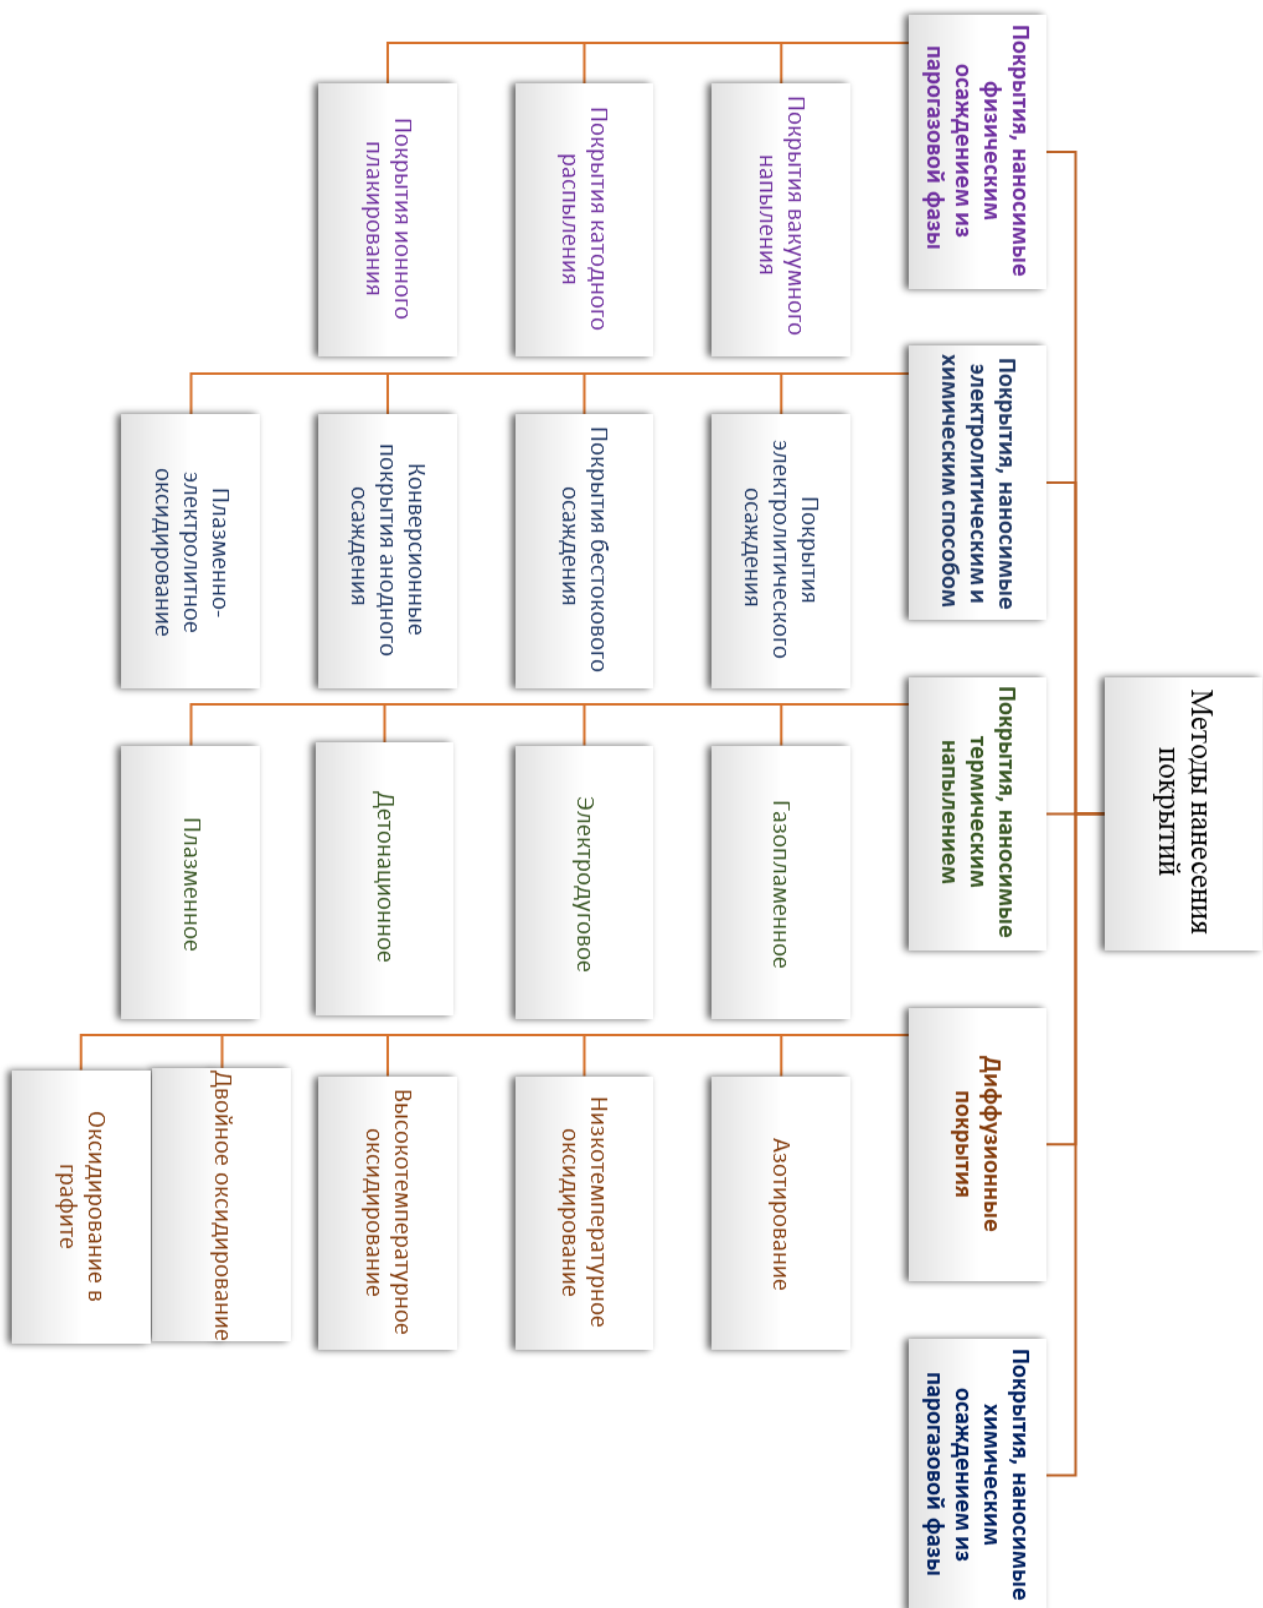 Методы нанесения
покрытий
Покрытия, наносимые
физическим
осаждением из
парогазовой фазы
Покрытия вакуумного
напыления
Покрытия катодного
распыления
Покрытия ионного
плакирования
Покрытия, наносимые
электролитическим и
химическим способом
Покрытия
электролитического
осаждения
Покрытия бестокового
осаждения
Конверсионные
покрытия анодного
осаждения
Плазменно-
электролитное
оксидирование
Покрытия, наносимые
термическим
напылением
Газопламенное
Электродуговое
Детонационное
Плазменное
Диффузионные
покрытия
Азотирование
Низкотемпературное
оксидирование
Высокотемпературное
оксидирование
Двойное оксидирование
Оксидирование в
графите
Покрытия, наносимые
химическим
осаждением из
парогазовой фазы